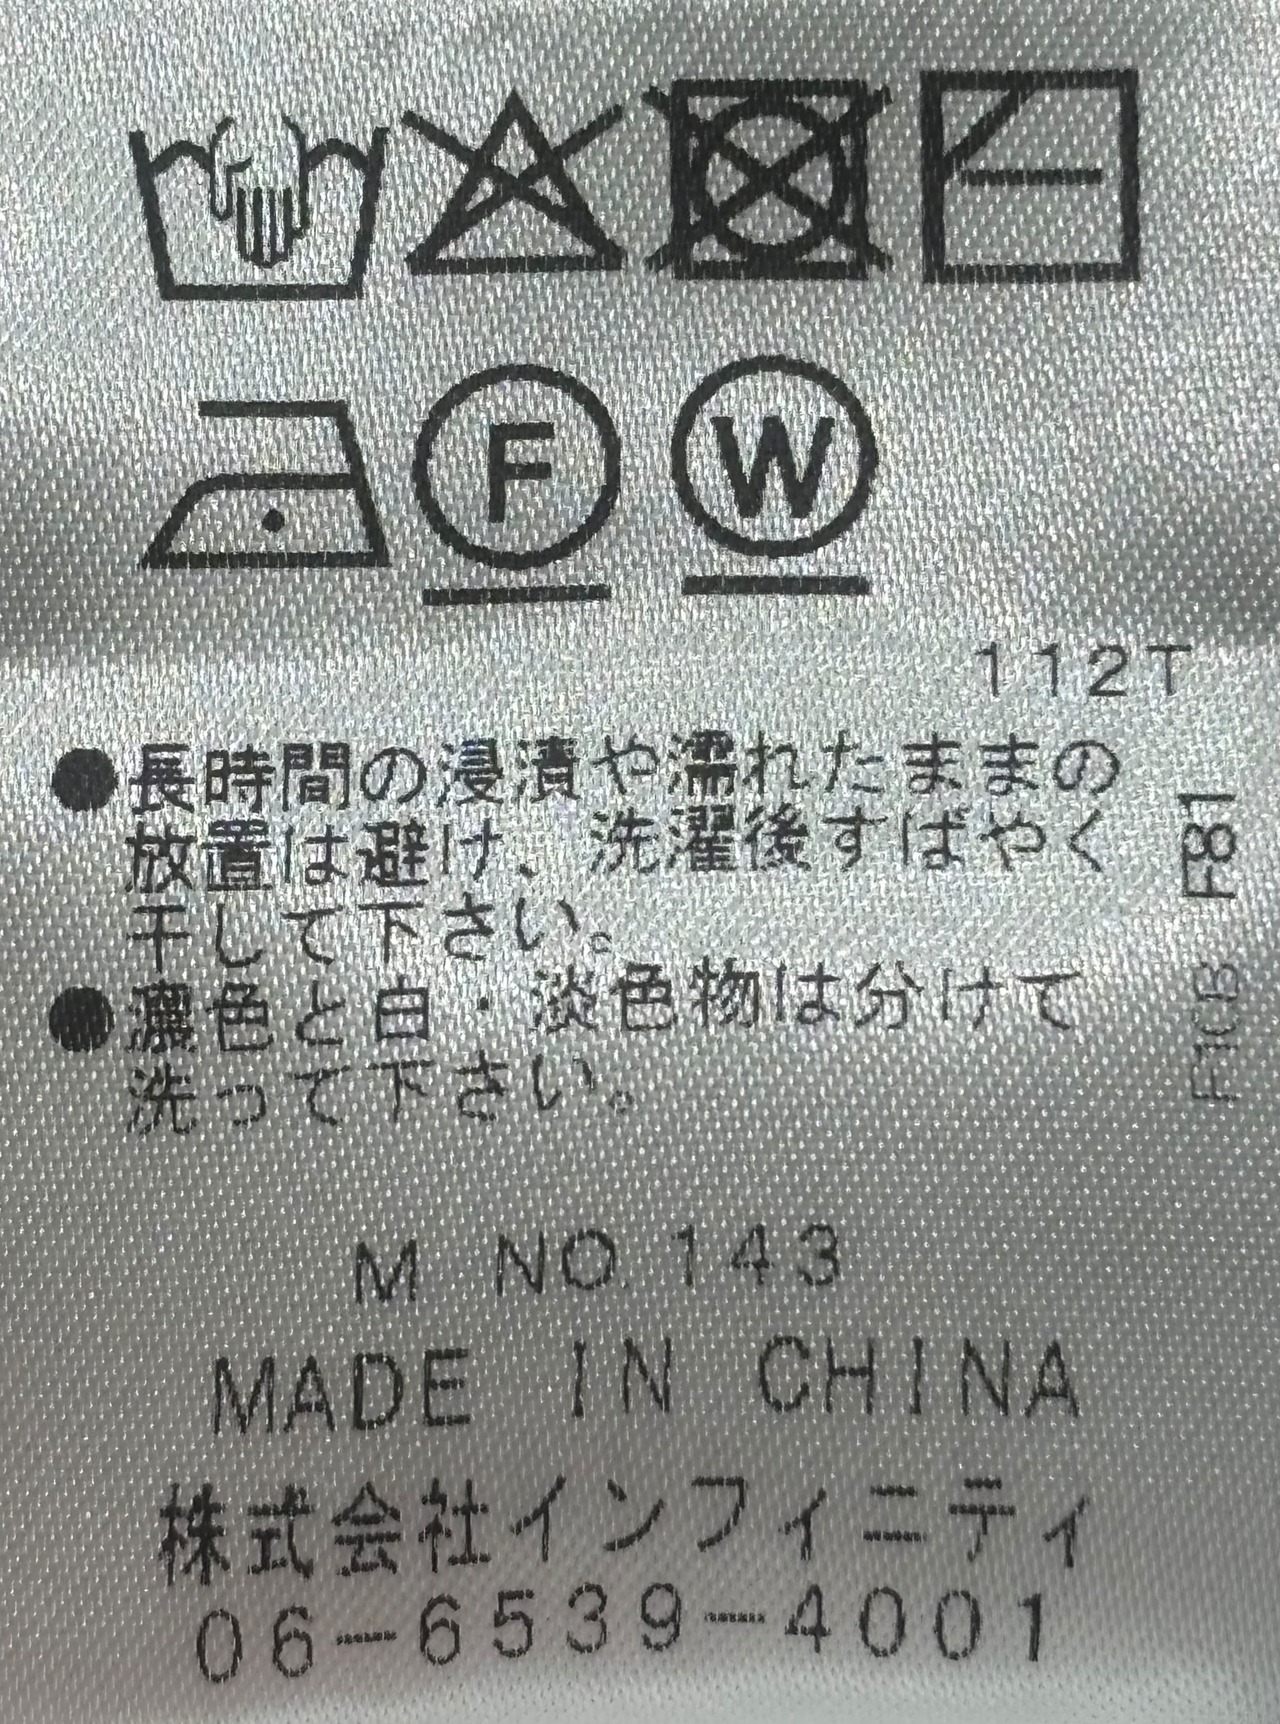 F
W
112T
●長時間の浸漬や濡れたままの
放置は避け、洗濯後すばやく
干して下さい。
●濃色と白・淡色物は分けて
洗って下さい。
F81
M NO.143
MADE IN CHINA
株式会社インフィニティ
06-6539-4001